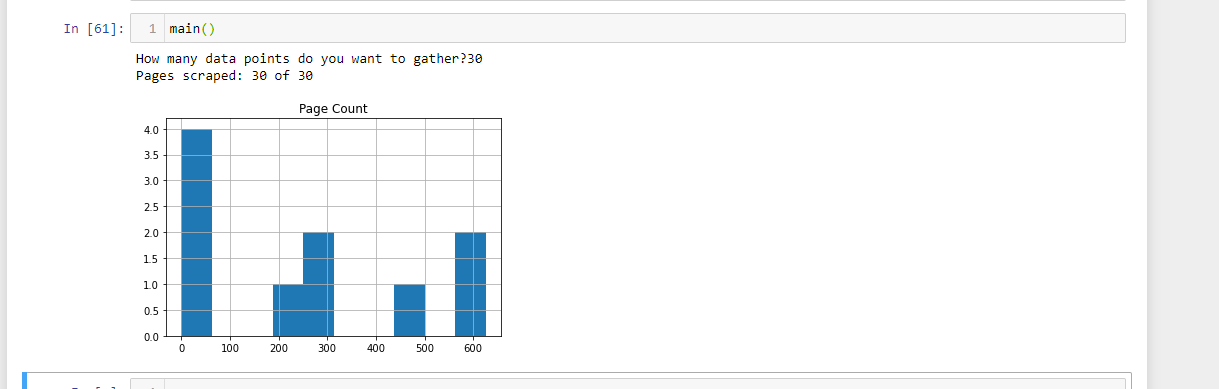 In [61]: 1 main()
How many data points do you want to gather?30
Pages scraped: 30 of 30
Page Count
4.0
3.5
3.0
2.5
2.0
1.5
1.0
0.5
0.0
0 100 200 300 400 500 600